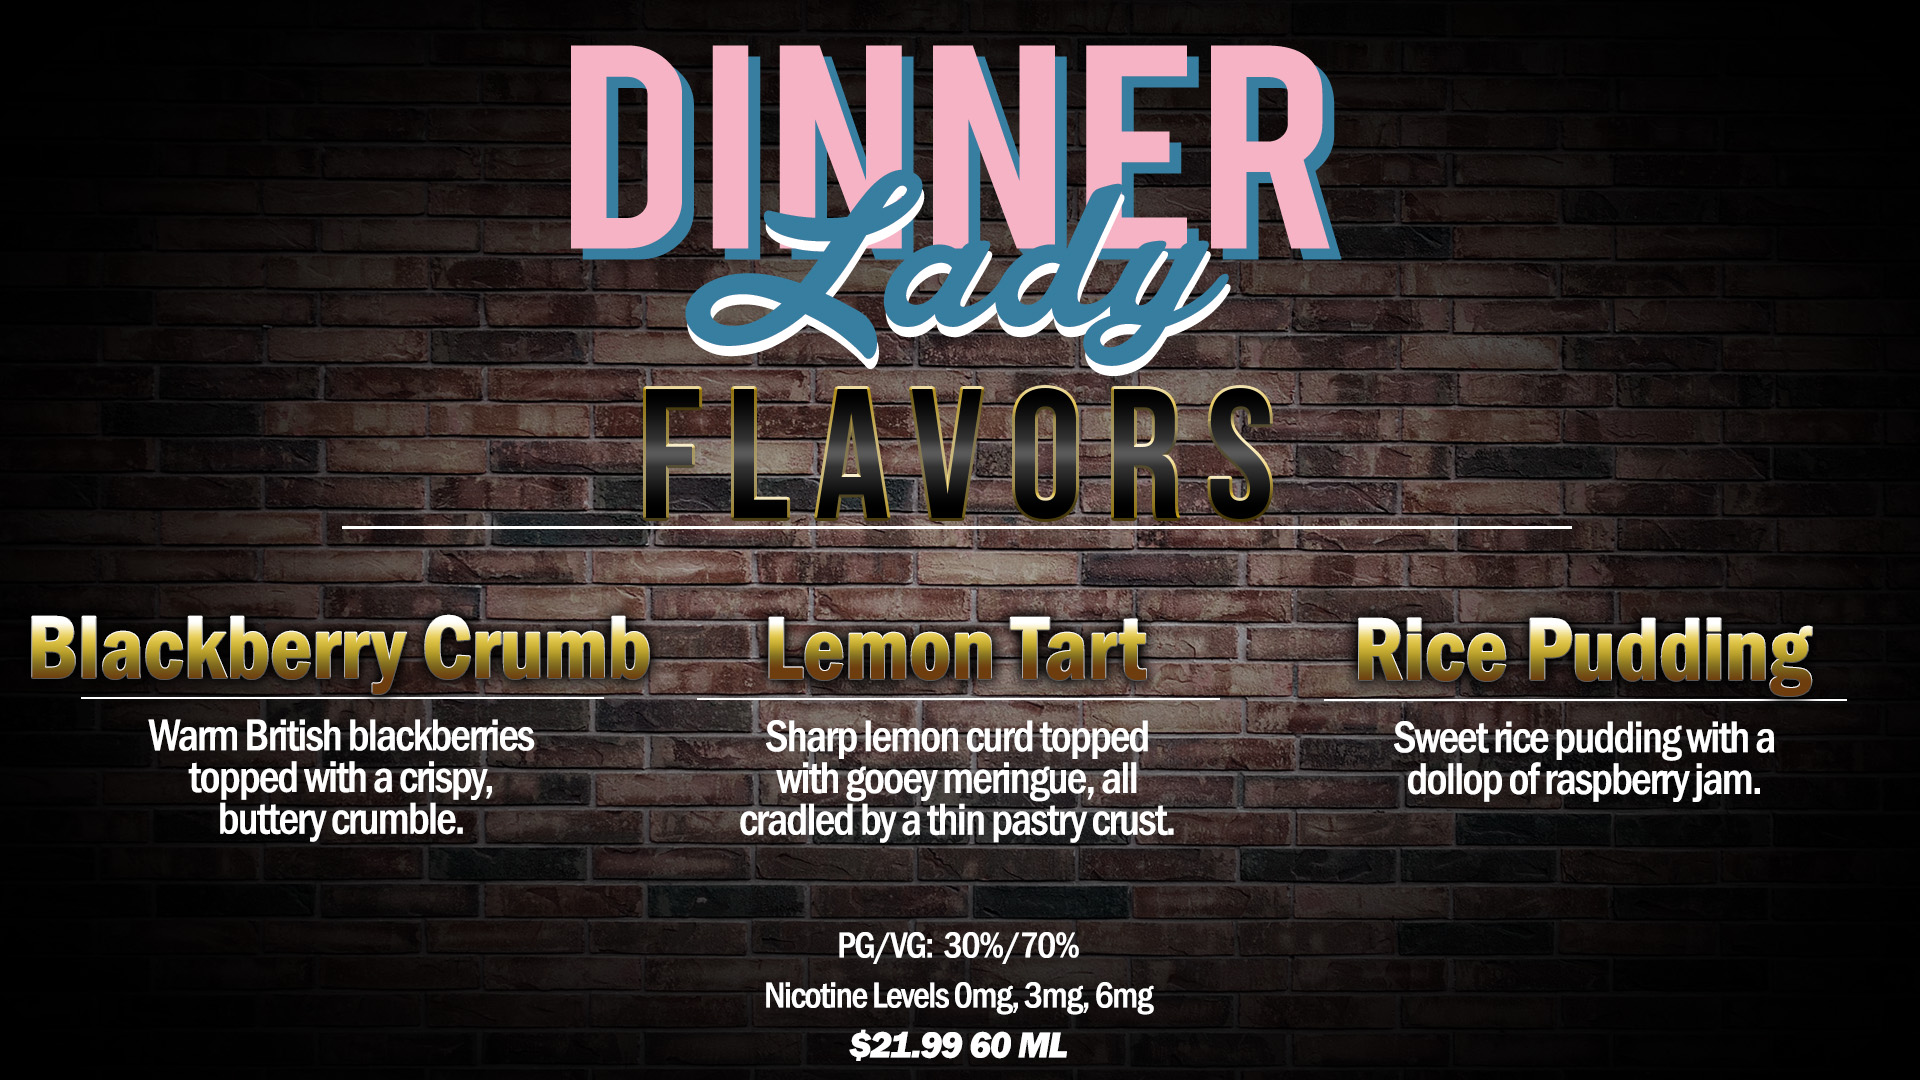 DINNER
Lady
FLAVORS
Blackberry Crumb
Warm British blackberries
topped with a crispy,
buttery crumble.
Lemon Tart
Sharp lemon curd topped
with gooey meringue, all
cradled by a thin pastry crust.
Rice Pudding
Sweet rice pudding with a
dollop of raspberry jam.
PG/VG: 30%/70%
Nicotine Levels 0mg, 3mg, 6mg
$21.99 60 ML